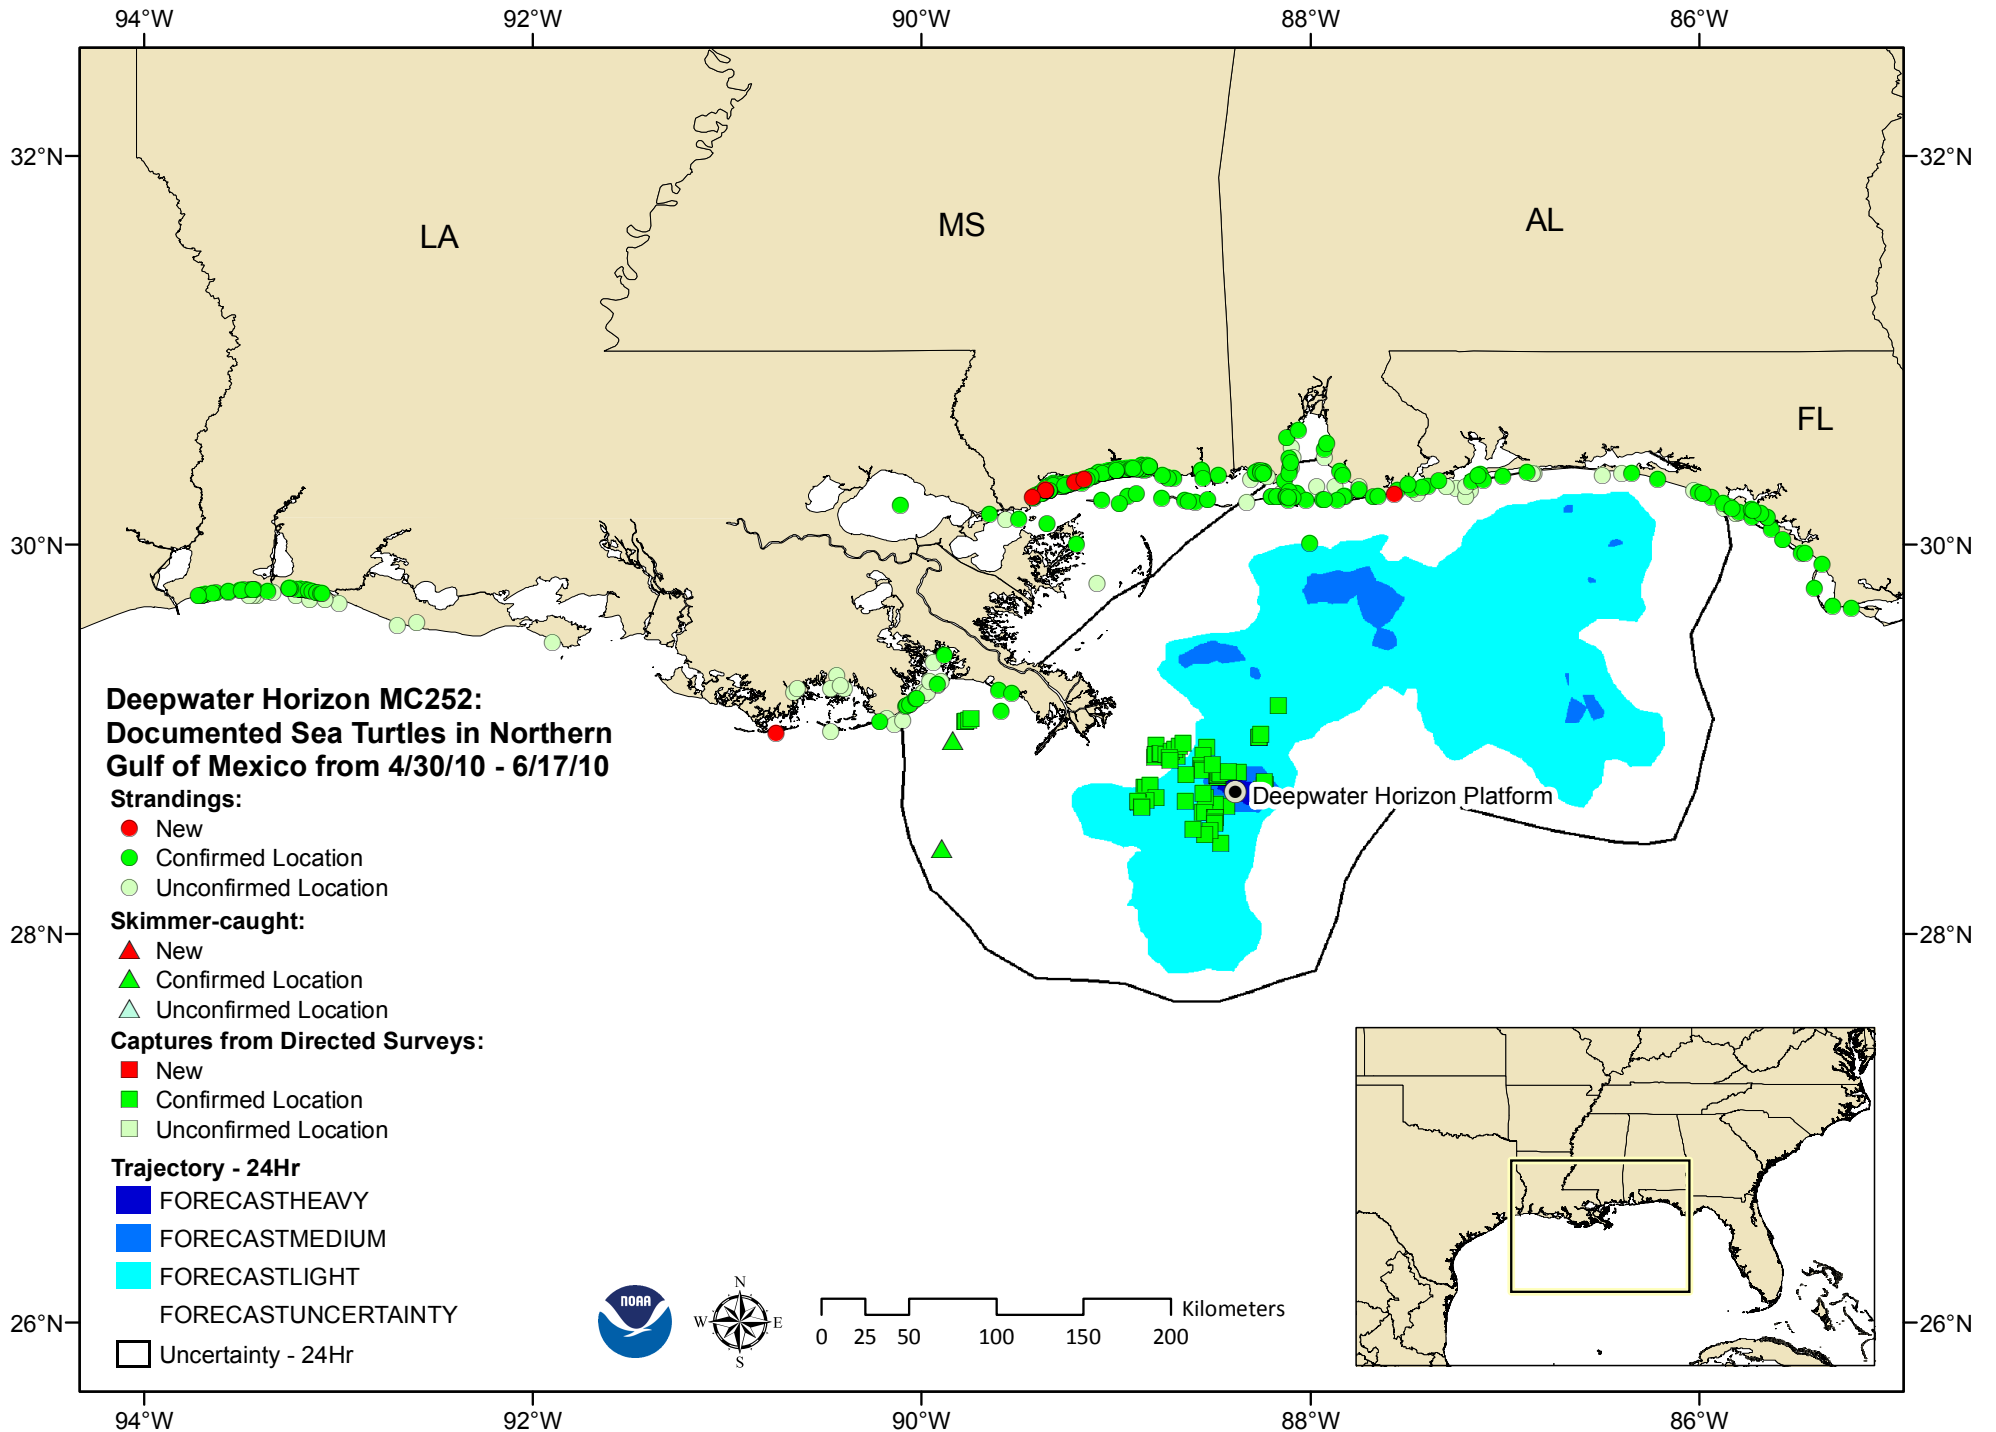 94°W 92°W 90°W 88°W 86°W
32°N 32°N
LA MS AL
FL
30°N 30°N
Deepwater Horizon MC252:
Documented Sea Turtles in Northern
Gulf of Mexico from 4/30/10 - 6/17/10
Deepwater Horizon Platform
Strandings:
New
Confirmed Location
Unconfirmed Location
Skimmer-caught:
28°N 28°N
New
Confirmed Location
Unconfirmed Location
Captures from Directed Surveys:
New
Confirmed Location
Unconfirmed Location
Trajectory - 24Hr
FORECASTHEAVY
FORECASTMEDIUM
FORECASTLIGHT
FORECASTUNCERTAINTY
Uncertainty - 24Hr
NOAA
N
W E
S
Kilometers
0 25 50 100 150 200
26°N 26°N
94°W 92°W 90°W 88°W 86°W